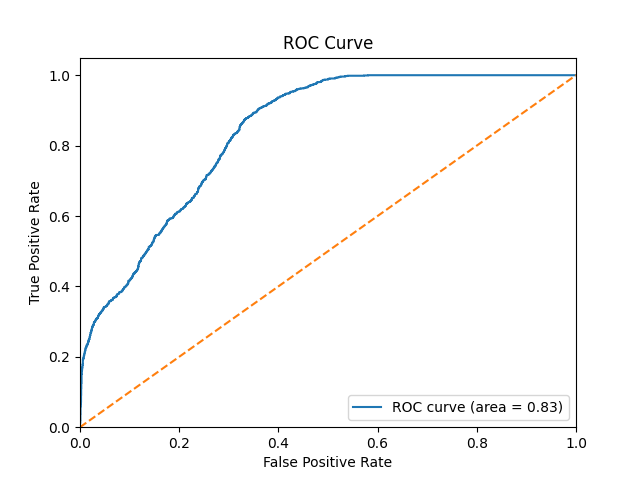 ROC Curve
True Positive Rate
1.0
0.8
0.6
0.4
0.2
0.0
0.0 0.2 0.4 0.6 0.8 1.0
False Positive Rate
ROC curve (area = 0.83)